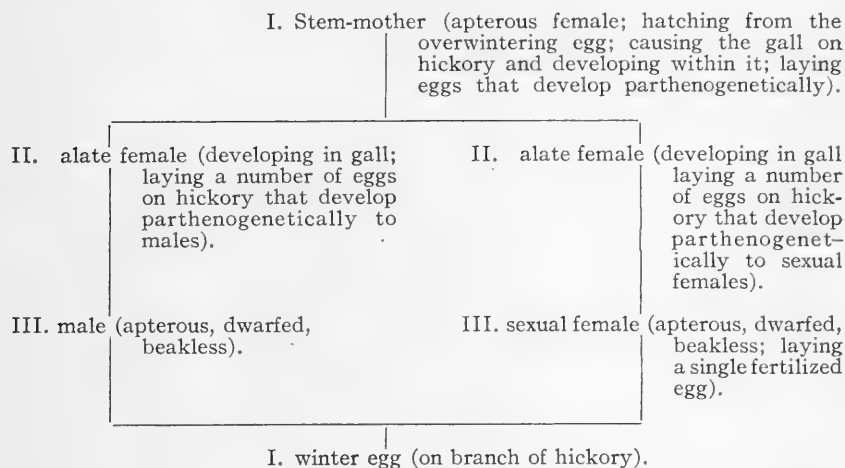 I. Stem-mother (apterous female; hatching from the
overwintering egg; causing the gall on
hickory and developing within it; laying
eggs that develop parthenogenetically).
II. alate female (developing in gall;
laying a number of eggs
on hickory that develop
parthenogenetically to
males).
II. alate female (developing in gall
laying a number
of eggs on hick-
ory that develop
parthenogenet-
ically to sexual
females).
III. male (apterous, dwarfed,
beakless).
III. sexual female (apterous, dwarfed,
beakless; laying
a single fertilized
egg).
I. winter egg (on branch of hickory).